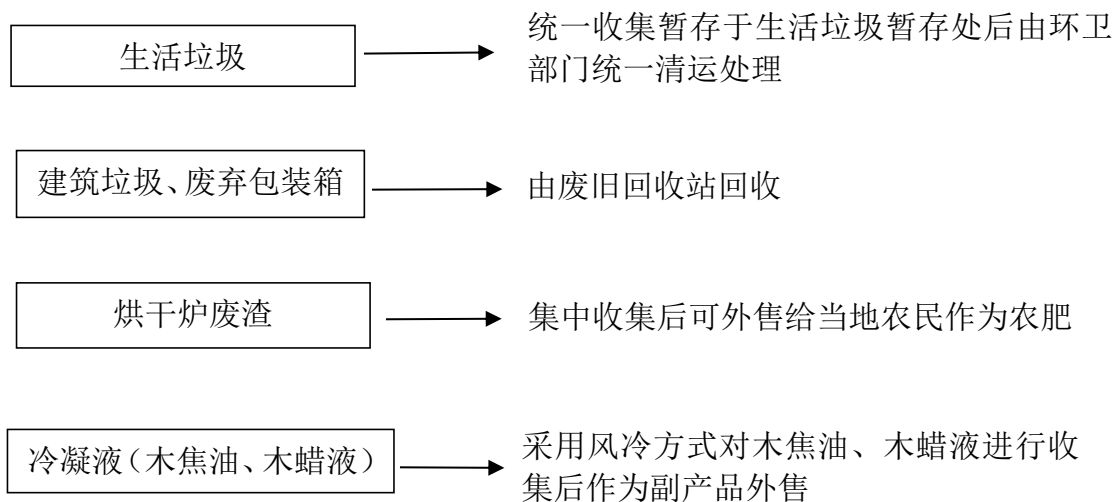 生活垃圾
统一收集暂存于生活垃圾暂存处后由环卫
部门统一清运处理
建筑垃圾、废弃包装箱
由废旧回收站回收
烘干炉废渣
集中收集后可外售给当地农民作为农肥
冷凝液（木焦油、木蜡液）
采用风冷方式对木焦油、木蜡液进行收
集后作为副产品外售